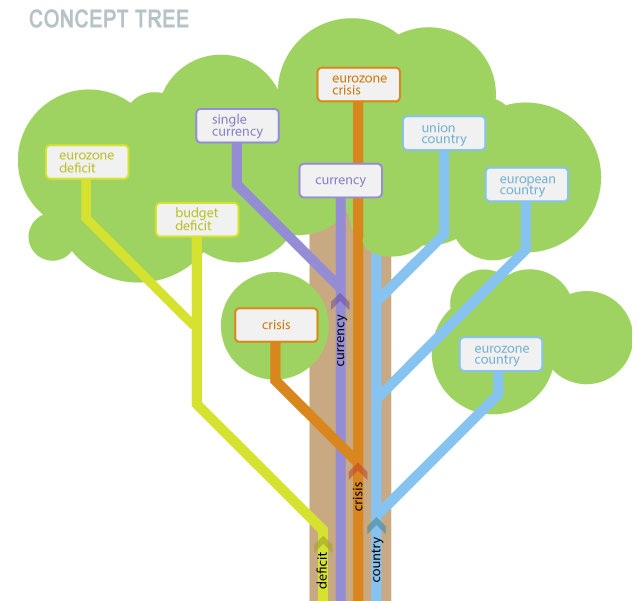 CONCEPT TREE
eurozone
crisis
single
currency
union
country
eurozone
deficit
currency
european
country
budget
deficit
crisis
currency
eurozone
country
crisis
deficit
country